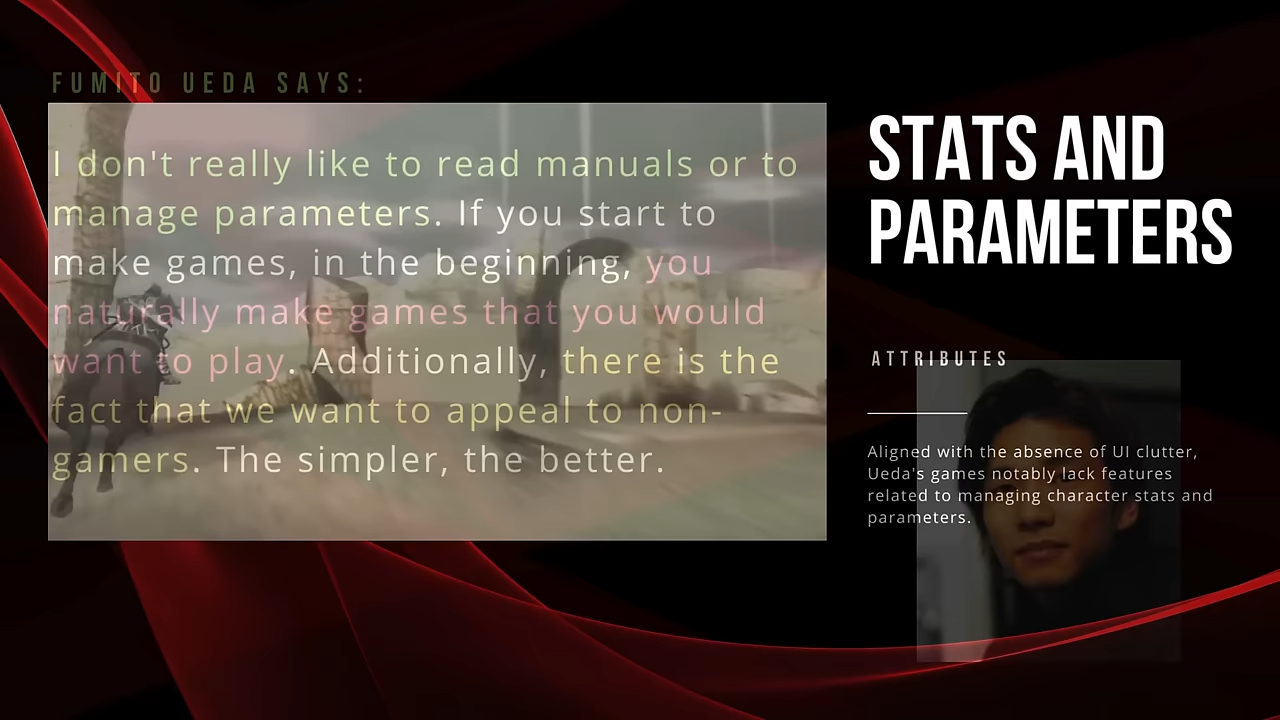 FUMITO UEDA SAYS:
I don't really like to read manuals or to
manage parameters. If you start to
make games, in the beginning, you
naturally make games that you would
want to play. Additionally, there is the
fact that we want to appeal to non-
gamers. The simpler, the better.
STATS AND
PARAMETERS
ATTRIBUTES
Aligned with the absence of UI clutter,
Ueda's games notably lack features
related to managing character stats and
parameters.